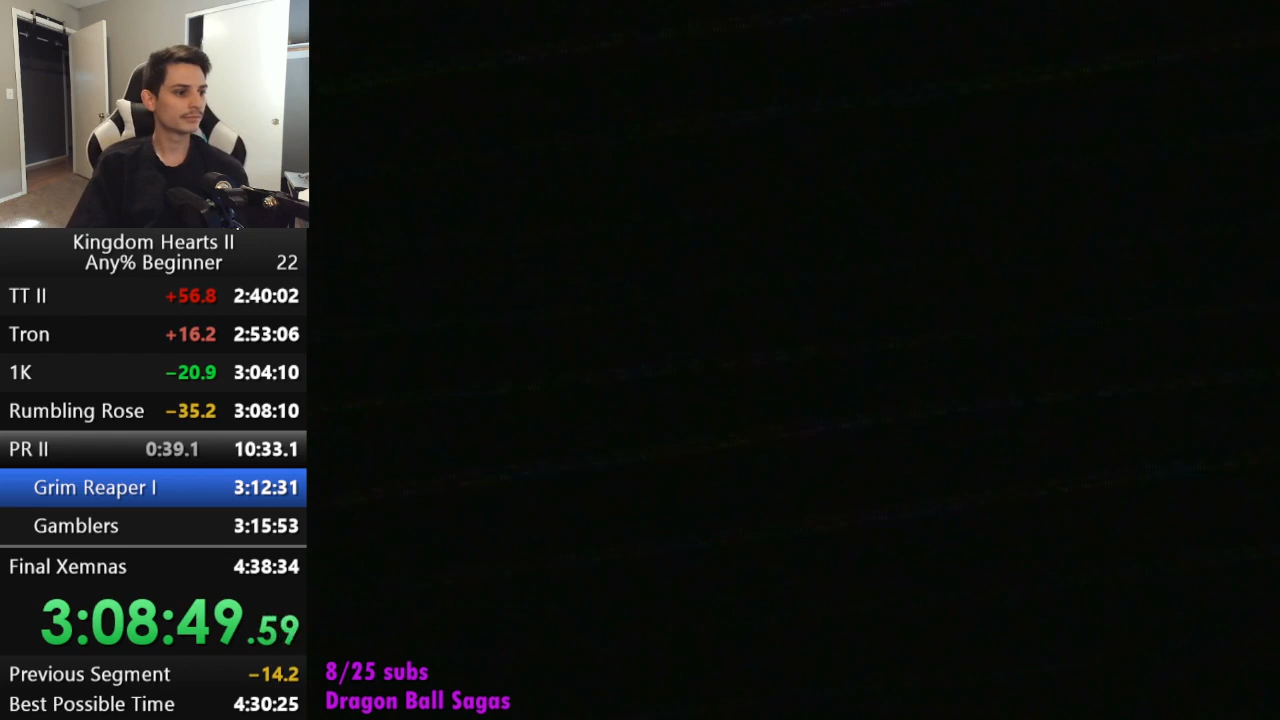 Kingdom Hearts II
Any% Beginner 22
TT II +56.8 2:40:02
Tron +16.2 2:53:06
1K −20.9 3:04:10
Rumbling Rose −35.2 3:08:10
PR II 0:39.1 10:33.1
Grim Reaper I 3:12:31
Gamblers 3:15:53
Final Xemnas 4:38:34
3:08:49.59
Previous Segment −14.2
Best Possible Time 4:30:25
8/25 subs
Dragon Ball Sagas